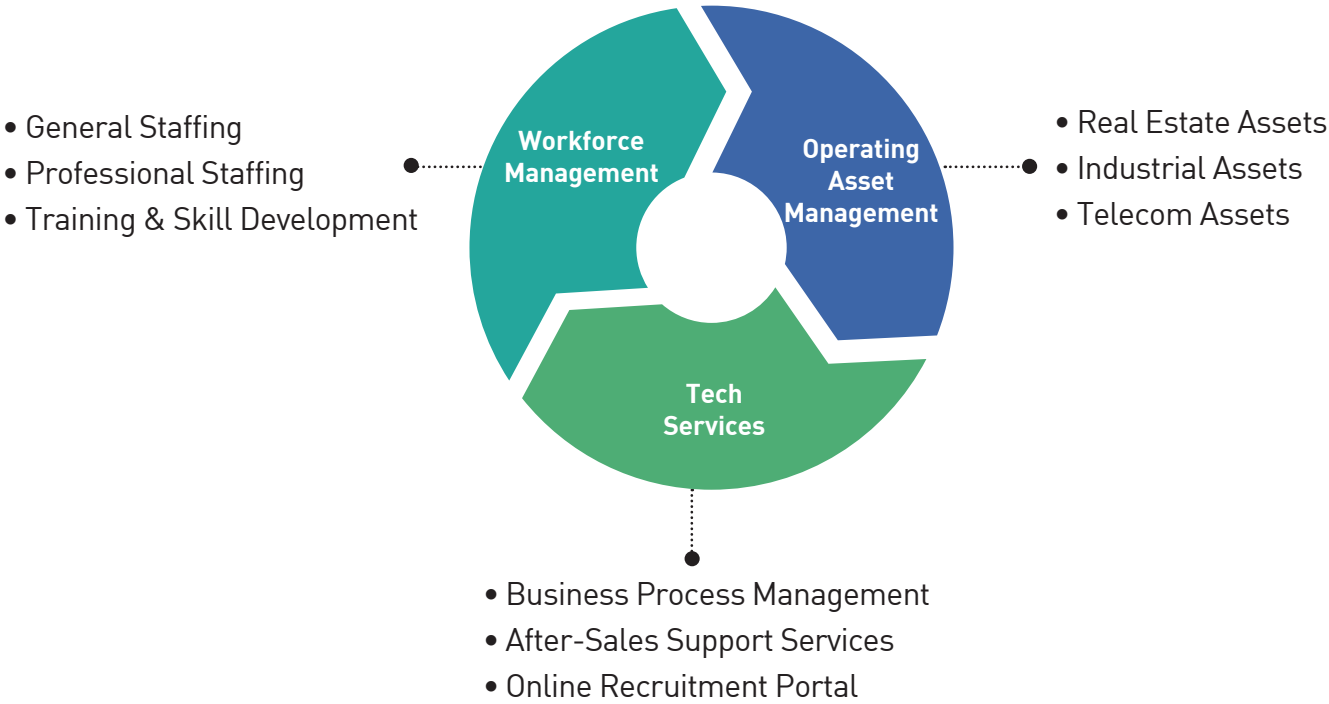 • General Staffing
• Professional Staffing
• Training & Skill Development
Workforce
Management
Operating
Asset
Management
• Real Estate Assets
• Industrial Assets
• Telecom Assets
Tech
Services
• Business Process Management
• After-Sales Support Services
• Online Recruitment Portal